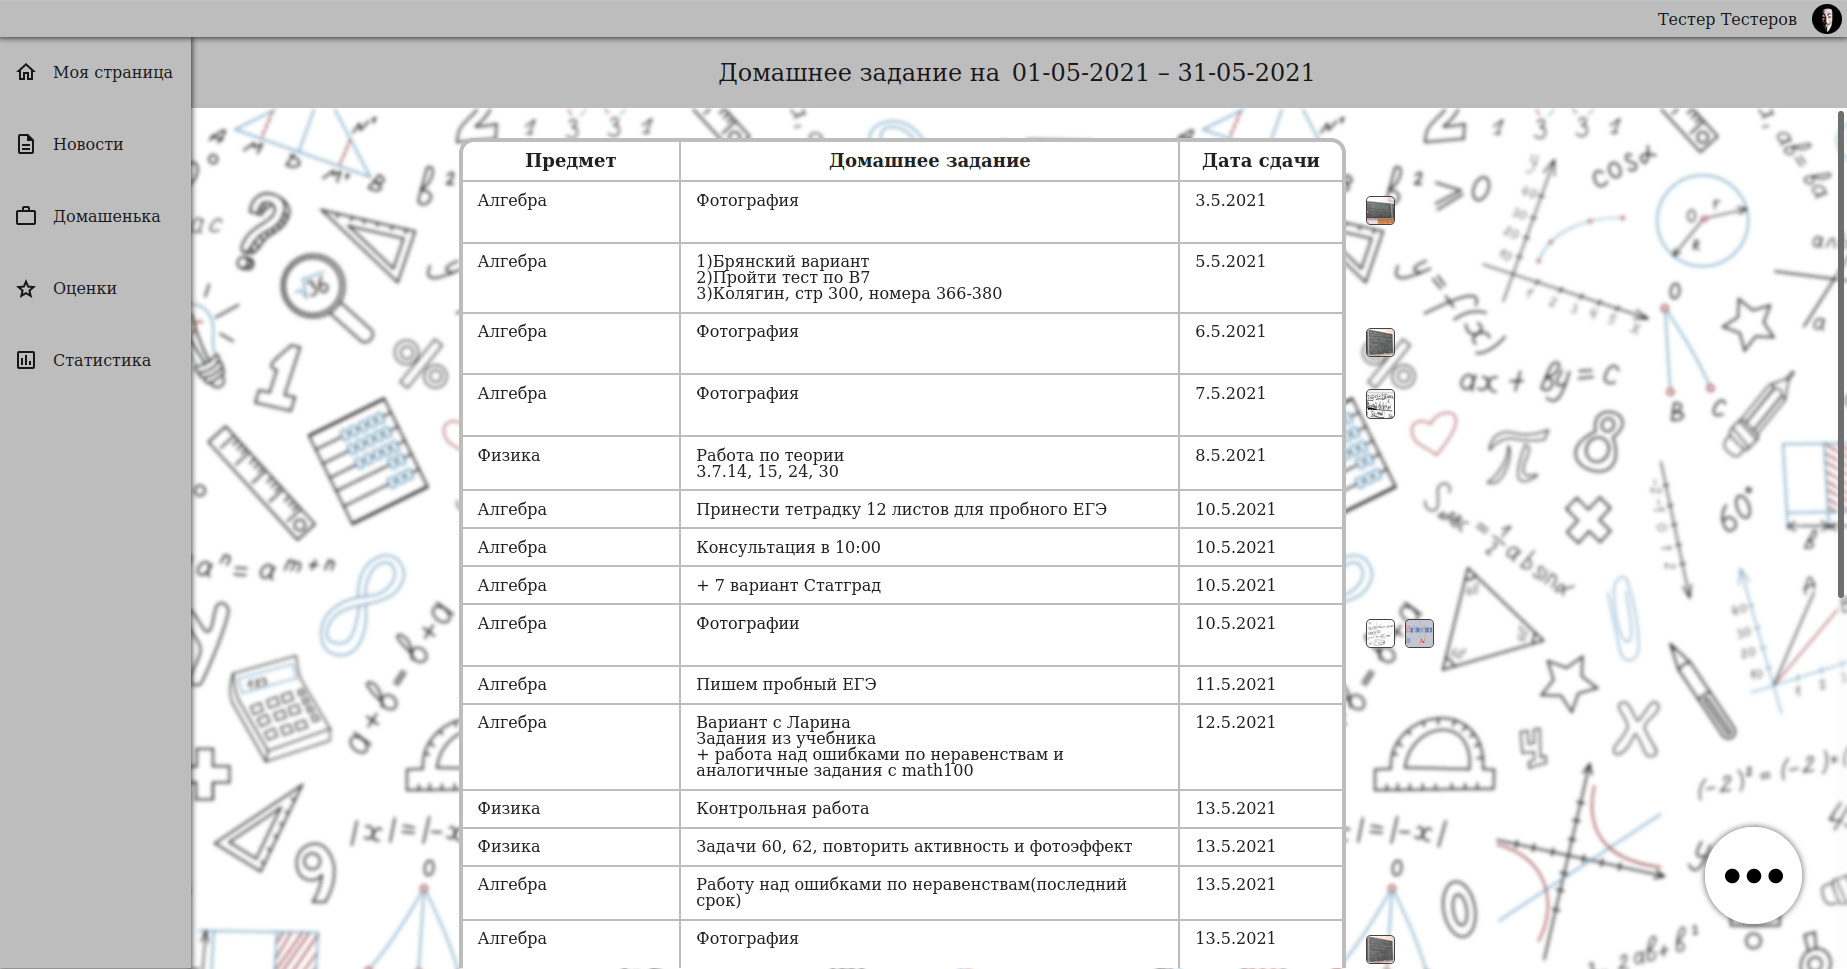 Тестер Тестеров
Моя страница
Новости
Домашенька
Оценки
Статистика
Домашнее задание на 01-05-2021 – 31-05-2021
Предмет Домашнее задание Дата сдачи
Алгебра Фотография 3.5.2021
Алгебра 1)Брянский вариант 5.5.2021
2)Пройти тест по В7
3)Колягин, стр 300, номера 366-380
Алгебра Фотография 6.5.2021
Алгебра Фотография 7.5.2021
Физика Работа по теории 8.5.2021
3.7.14, 15, 24, 30
Алгебра Принести тетрадку 12 листов для пробного ЕГЭ 10.5.2021
Алгебра Консультация в 10:00 10.5.2021
Алгебра + 7 вариант Статград 10.5.2021
Алгебра Фотографии 10.5.2021
Алгебра Пишем пробный ЕГЭ 11.5.2021
Алгебра Вариант с Ларина 12.5.2021
Задания из учебника
+ работа над ошибками по неравенствам и
аналогичные задания с math100
Физика Контрольная работа 13.5.2021
Физика Задачи 60, 62, повторить активность и фотоэффект 13.5.2021
Алгебра Работу над ошибками по неравенствам(последний 13.5.2021
срок)
Алгебра Фотография 13.5.2021